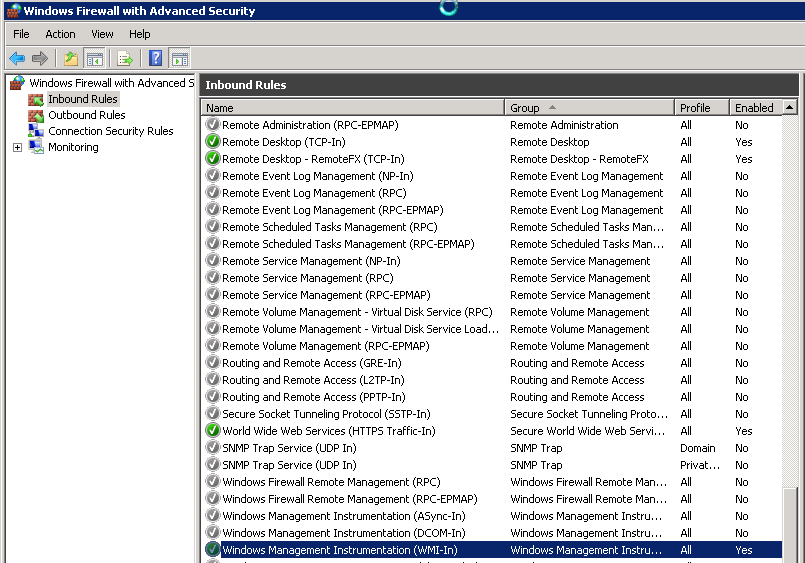 Windows Firewall with Advanced Security
File Action View Help
Windows Firewall with Advanced S
Inbound Rules
Outbound Rules
Connection Security Rules
Monitoring
Inbound Rules
Name Group Profile Enabled
Remote Administration (RPC-EPMAP) Remote Administration All No
Remote Desktop (TCP-In) Remote Desktop All Yes
Remote Desktop - RemoteFX (TCP-In) Remote Desktop - RemoteFX All Yes
Remote Event Log Management (NP-In) Remote Event Log Management All No
Remote Event Log Management (RPC) Remote Event Log Management All No
Remote Event Log Management (RPC-EPMAP) Remote Event Log Management All No
Remote Scheduled Tasks Management (RPC) Remote Scheduled Tasks Man... All No
Remote Scheduled Tasks Management (RPC-EPMAP) Remote Scheduled Tasks Man... All No
Remote Service Management (NP-In) Remote Service Management All No
Remote Service Management (RPC) Remote Service Management All No
Remote Service Management (RPC-EPMAP) Remote Service Management All No
Remote Volume Management - Virtual Disk Service (RPC) Remote Volume Management All No
Remote Volume Management - Virtual Disk Service Load... Remote Volume Management All No
Remote Volume Management (RPC-EPMAP) Remote Volume Management All No
Routing and Remote Access (GRE-In) Routing and Remote Access All No
Routing and Remote Access (L2TP-In) Routing and Remote Access All No
Routing and Remote Access (PPTP-In) Routing and Remote Access All No
Secure Socket Tunneling Protocol (SSTP-In) Secure Socket Tunneling Proto... All No
World Wide Web Services (HTTPS Traffic-In) Secure World Wide Web Servi... All Yes
SNMP Trap Service (UDP In) SNMP Trap Domain No
SNMP Trap Service (UDP In) SNMP Trap Privat... No
Windows Firewall Remote Management (RPC) Windows Firewall Remote Man... All No
Windows Firewall Remote Management (RPC-EPMAP) Windows Firewall Remote Man... All No
Windows Management Instrumentation (ASync-In) Windows Management Instru... All No
Windows Management Instrumentation (DCOM-In) Windows Management Instru... All No
Windows Management Instrumentation (WMI-In) Windows Management Instru... All Yes